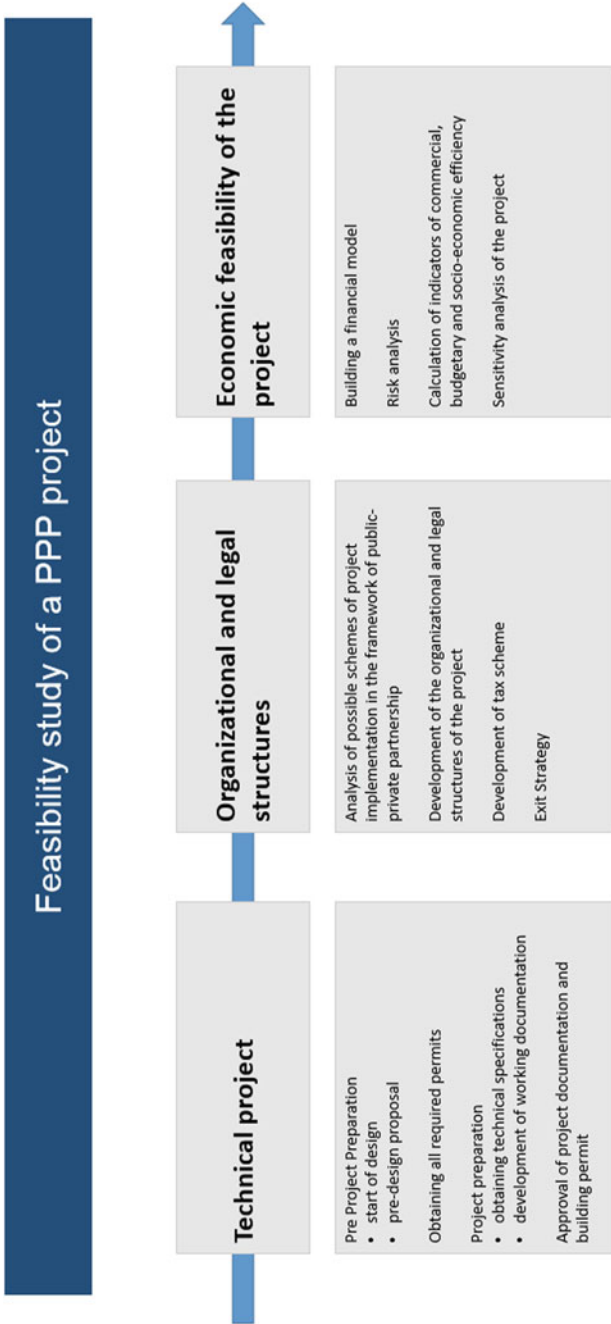 Feasibility study of a PPP project
Technical project
Pre Project Preparation
• start of design
• pre-design proposal
Obtaining all required permits
Project preparation
• obtaining technical specifications
• development of working documentation
Approval of project documentation and
building permit
Organizational and legal
structures
Analysis of possible schemes of project
implementation in the framework of public-
private partnership
Development of the organizational and legal
structures of the project
Development of tax scheme
Exit Strategy
Economic feasibility of the
project
Building a financial model
Risk analysis
Calculation of indicators of commercial,
budgetary and socio-economic efficiency
Sensitivity analysis of the project